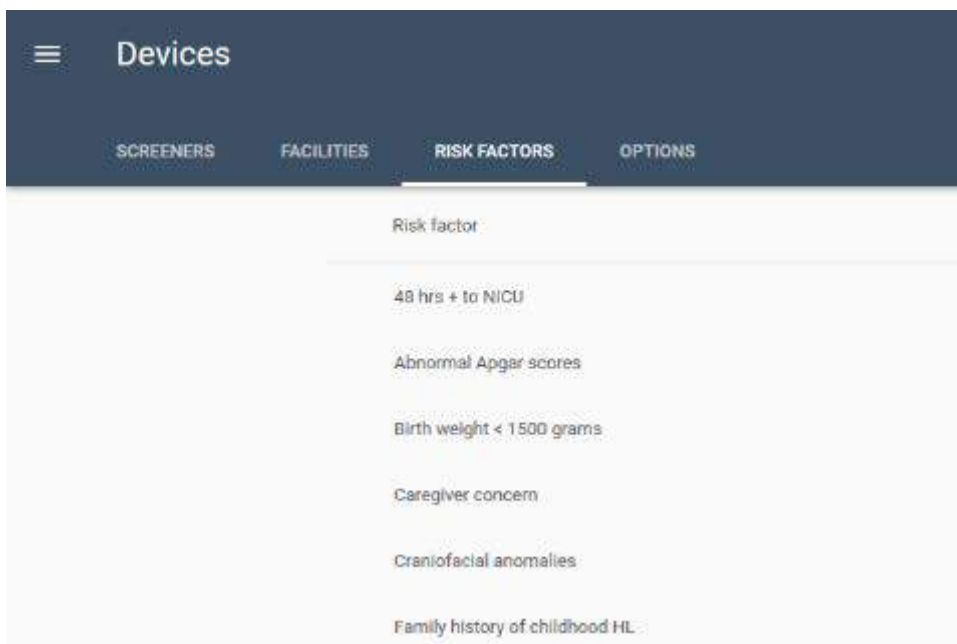 Devices
SCREENERS FACILITIES RISK FACTORS OPTIONS
Risk factor
48 hrs + to NICU
Abnormal Apgar scores
Birth weight < 1500 grams
Caregiver concern
Craniofacial anomalies
Family history of childhood HL